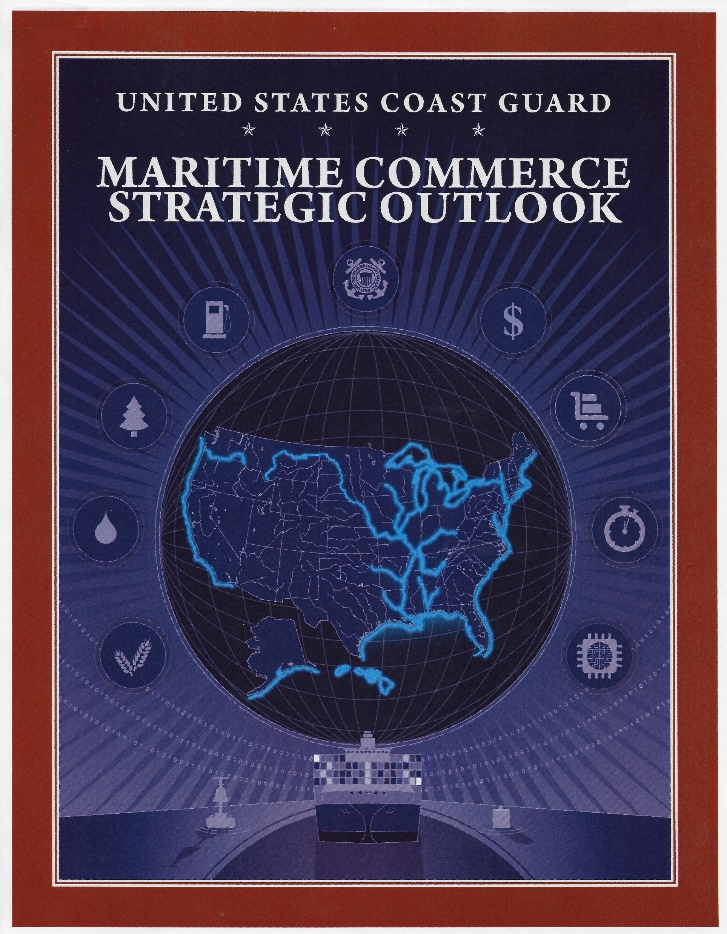 UNITED STATES COAST GUARD
MARITIME COMMERCE
STRATEGIC OUTLOOK
$